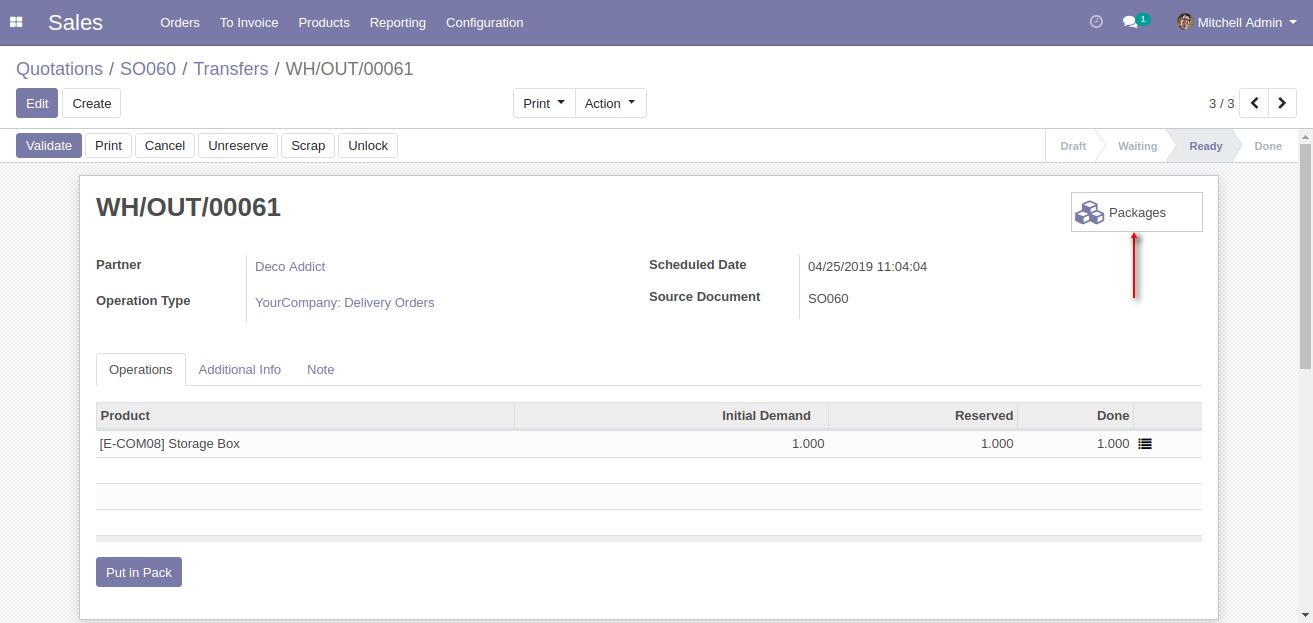 Sales Orders To Invoice Products Reporting Configuration 1 Mitchell Admin
Quotations / SO060 / Transfers / WH/OUT/00061
Edit Create Print Action 3 / 3
Validate Print Cancel Unreserve Scrap Unlock Draft Waiting Ready Done
WH/OUT/00061
Packages
Partner Deco Addict Scheduled Date 04/25/2019 11:04:04
Operation Type YourCompany: Delivery Orders Source Document SO060
Operations Additional Info Note
Product Initial Demand Reserved Done
[E-COM08] Storage Box 1.000 1.000 1.000
Put in Pack